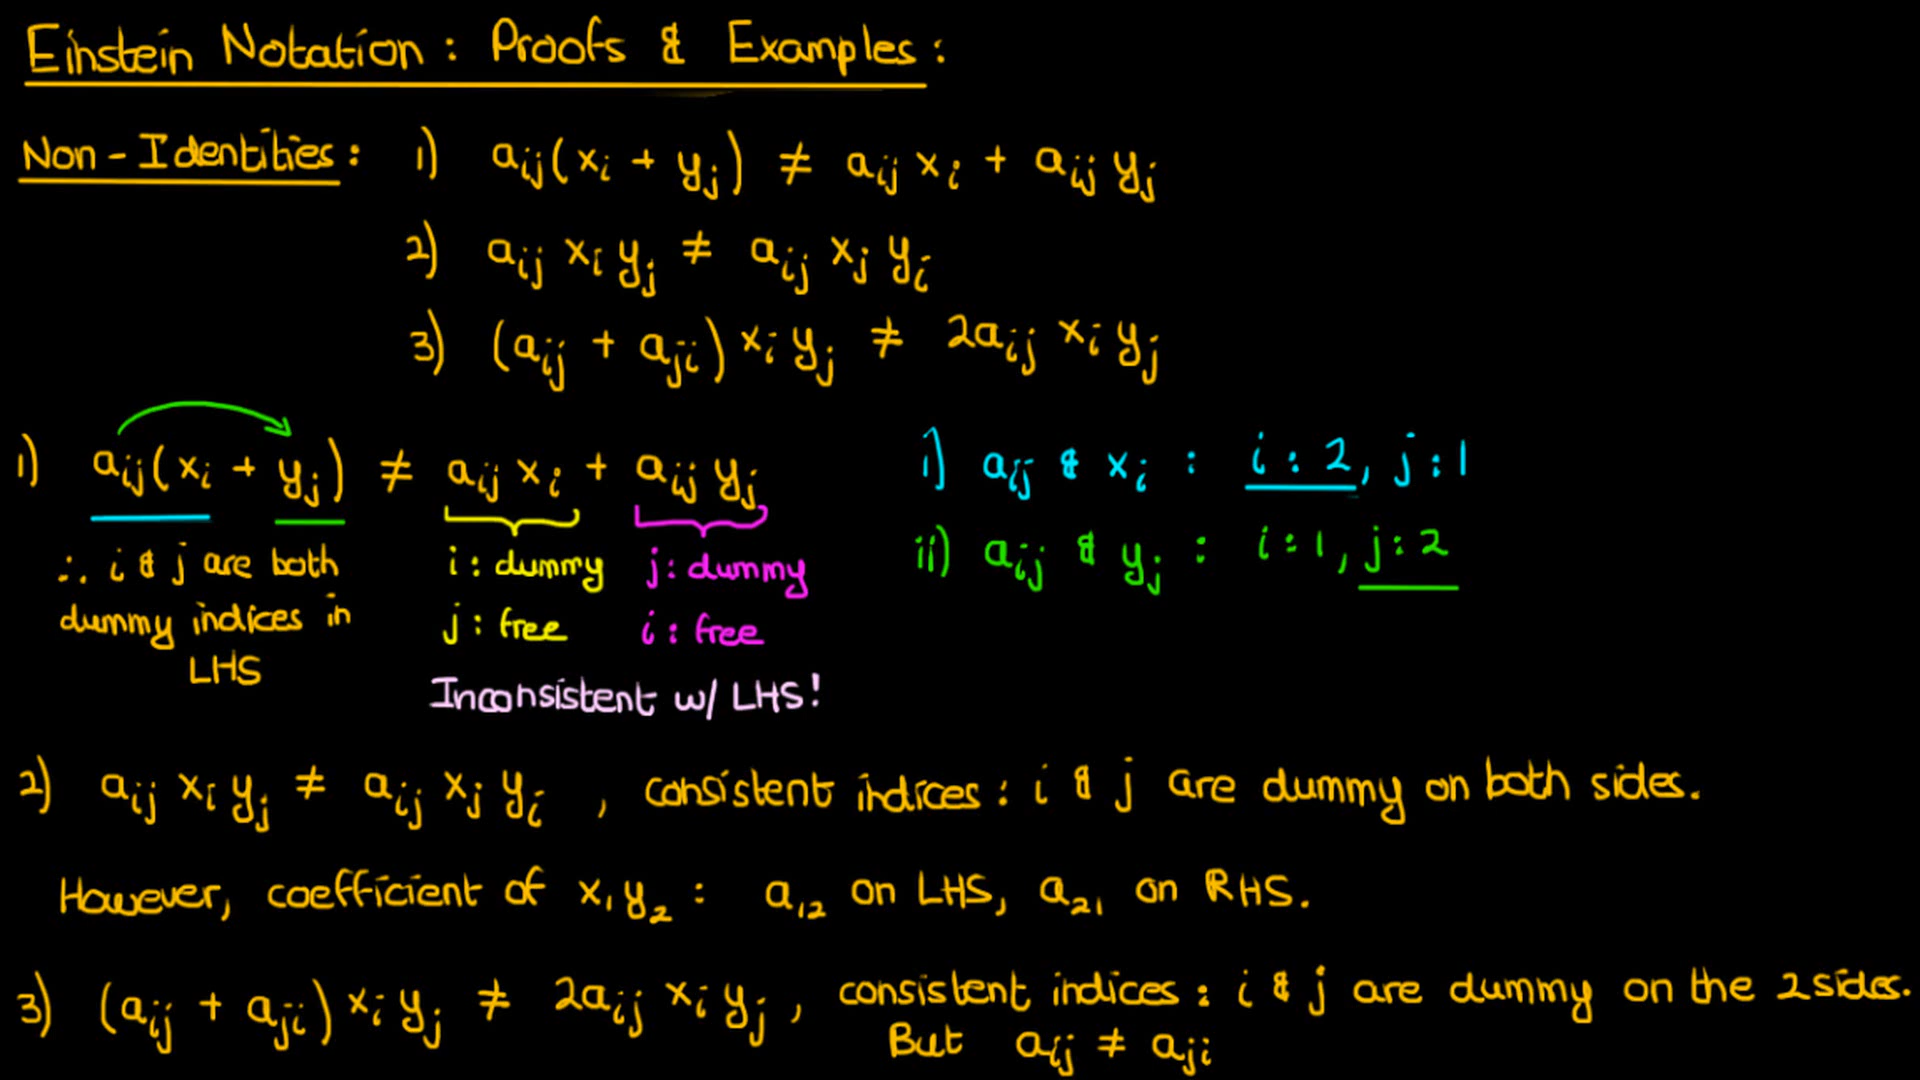 Einstein Notation : Proofs & Examples :
Non - Identities : 1) aᵢⱼ(xᵢ + yⱼ) ≠ aᵢⱼ xᵢ + aᵢⱼ yⱼ
2) aᵢⱼ xᵢ yⱼ ≠ aᵢⱼ xⱼ yᵢ
3) (aᵢⱼ + aⱼᵢ) xᵢ yⱼ ≠ 2aᵢⱼ xᵢ yⱼ
1) aᵢⱼ(xᵢ + yⱼ) ≠ aᵢⱼ xᵢ + aᵢⱼ yⱼ
∴ i & j are both
dummy indices in
LHS
i : dummy
j : free
j : dummy
i : free
Inconsistent w/ LHS!
i) aᵢⱼ & xᵢ : i : 2, j : 1
ii) aᵢⱼ & yⱼ : i : 1, j : 2
2) aᵢⱼ xᵢ yⱼ ≠ aᵢⱼ xⱼ yᵢ , consistent indices : i & j are dummy on both sides.
However, coefficient of x₁y₂ : a₁₂ on LHS, a₂₁ on RHS.
3) (aᵢⱼ + aⱼᵢ) xᵢ yⱼ ≠ 2aᵢⱼ xᵢ yⱼ , consistent indices : i & j are dummy on the 2 sides.
But aᵢⱼ ≠ aⱼᵢ